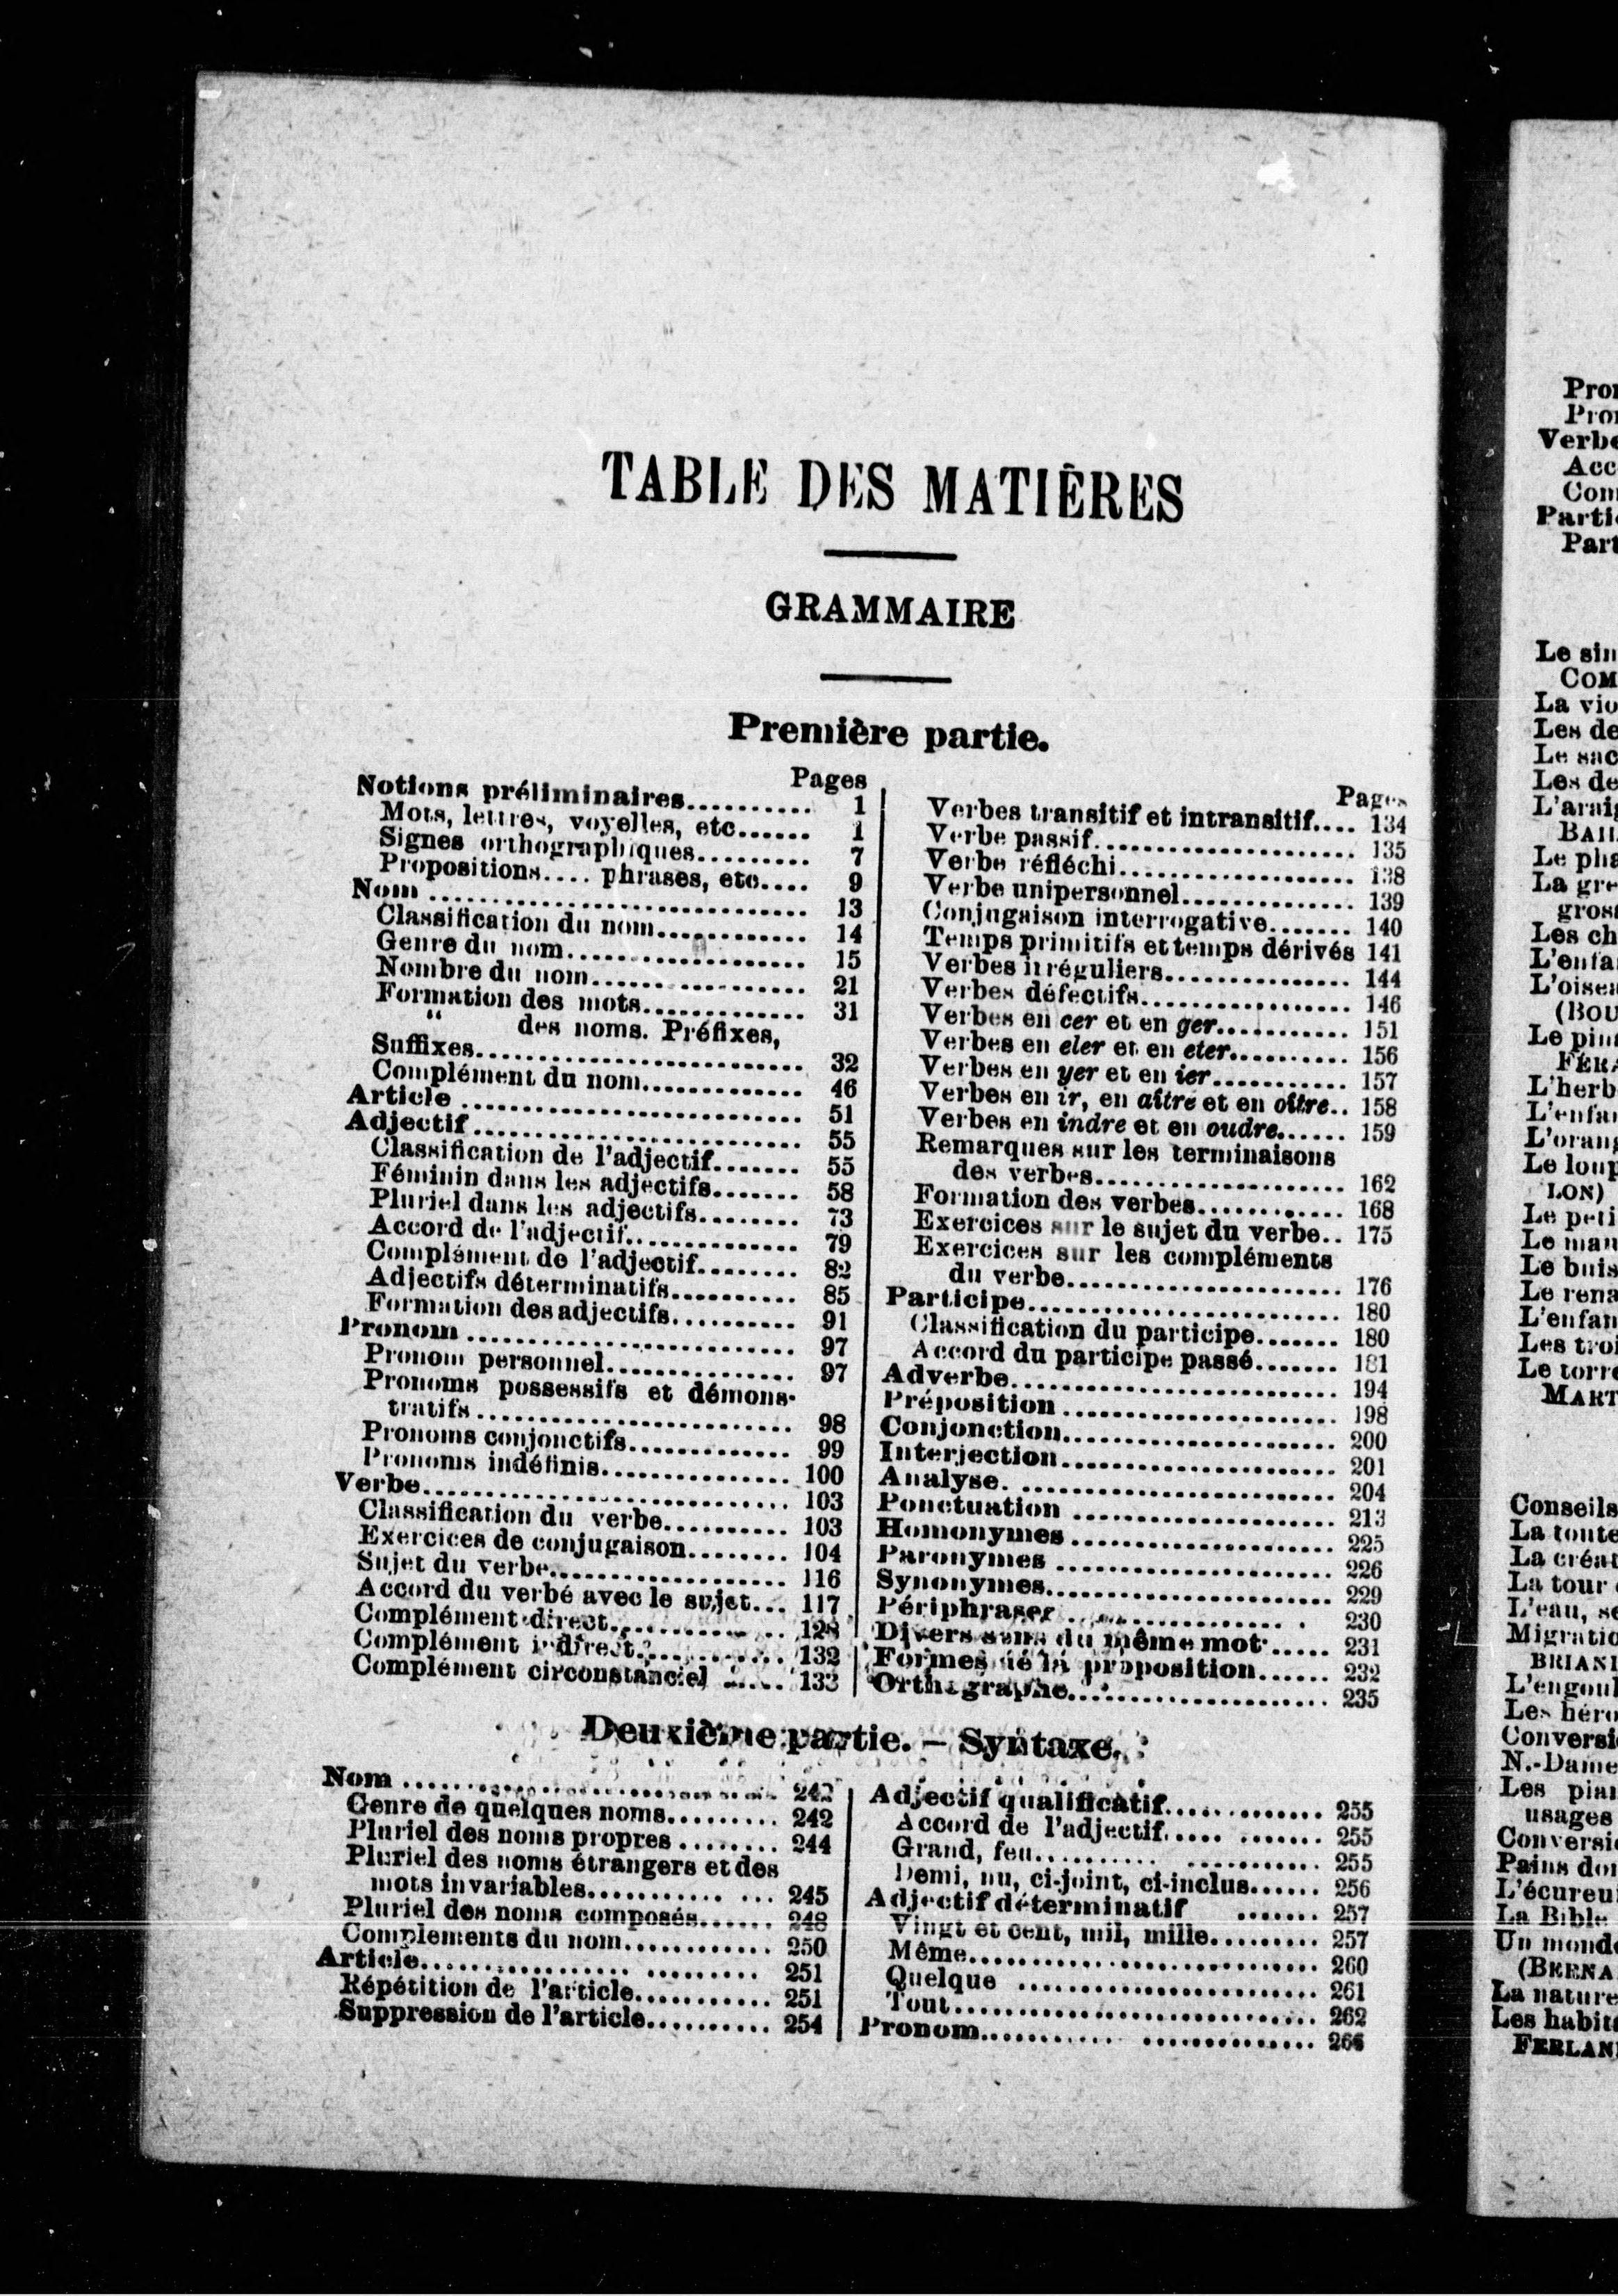 TABLE DES MATIÈRES
GRAMMAIRE
Première partie.
Pages
Notions préliminaires.......... 1
Mots, lettres, voyelles, etc...... 1
Signes orthographiques......... 7
Propositions.... phrases, etc.... 9
Nom .............................. 13
Classification du nom............ 14
Genre du nom................... 15
Nombre du nom................. 21
Formation des mots............. 31
“ des noms. Préfixes,
Suffixes.......................... 32
Complément du nom............. 46
Article ........................... 51
Adjectif .......................... 55
Classification de l'adjectif....... 55
Féminin dans les adjectifs....... 58
Pluriel dans les adjectifs........ 73
Accord de l'adjectif............. 79
Complément de l'adjectif........ 82
Adjectifs déterminatifs.......... 85
Formation des adjectifs.......... 91
Pronom .......................... 97
Pronom personnel............... 97
Pronoms possessifs et démons-
tratifs .......................... 98
Pronoms conjonctifs............. 99
Pronoms indéfinis............... 100
Verbe............................. 103
Classification du verbe.......... 103
Exercices de conjugaison........ 104
Sujet du verbe................... 116
Accord du verbé avec le sujet... 117
Complément direct.............. 128
Complément indirect............ 132
Complément circonstanciel ..... 133
Pages
Verbes transitif et intransitif.... 134
Verbe passif..................... 135
Verbe réfléchi................... 138
Verbe unipersonnel.............. 139
Conjugaison interrogative....... 140
Temps primitifs et temps dérivés 141
Verbes irréguliers............... 144
Verbes défectifs................. 146
Verbes en cer et en ger........... 151
Verbes en eler et en eter.......... 156
Verbes en yer et en ier........... 157
Verbes en ir, en aître et en oître.. 158
Verbes en indre et en oudre...... 159
Remarques sur les terminaisons
des verbes.................... 162
Formation des verbes............ 168
Exercices sur le sujet du verbe.. 175
Exercices sur les compléments
du verbe...................... 176
Participe......................... 180
Classification du participe....... 180
Accord du participe passé....... 181
Adverbe.......................... 194
Préposition ...................... 198
Conjonction...................... 200
Interjection...................... 201
Analyse. ......................... 204
Ponctuation ..................... 213
Homonymes ..................... 225
Paronymes ...................... 226
Synonymes....................... 229
Périphrases ..................... 230
Divers sens du même mot..... 231
Formes de la proposition...... 232
Orthographe..................... 235
Deuxième partie. — Syntaxe.
Nom ............................. 242
Genre de quelques noms......... 242
Pluriel des noms propres ........ 244
Pluriel des noms étrangers et des
mots invariables........... ... 245
Pluriel des noms composés...... 248
Complements du nom............ 250
Article................. ......... 251
Répétition de l'article........... 251
Suppression de l'article.......... 254
Adjectif qualificatif............. 255
Accord de l'adjectif..... ....... 255
Grand, feu.......... ........... 255
Demi, nu, ci-joint, ci-inclus...... 256
Adjectif déterminatif ....... 257
Vingt et cent, mil, mille......... 257
Même............................ 260
Quelque ........................ 261
Tout............................. 262
Pronom........... .............. 266